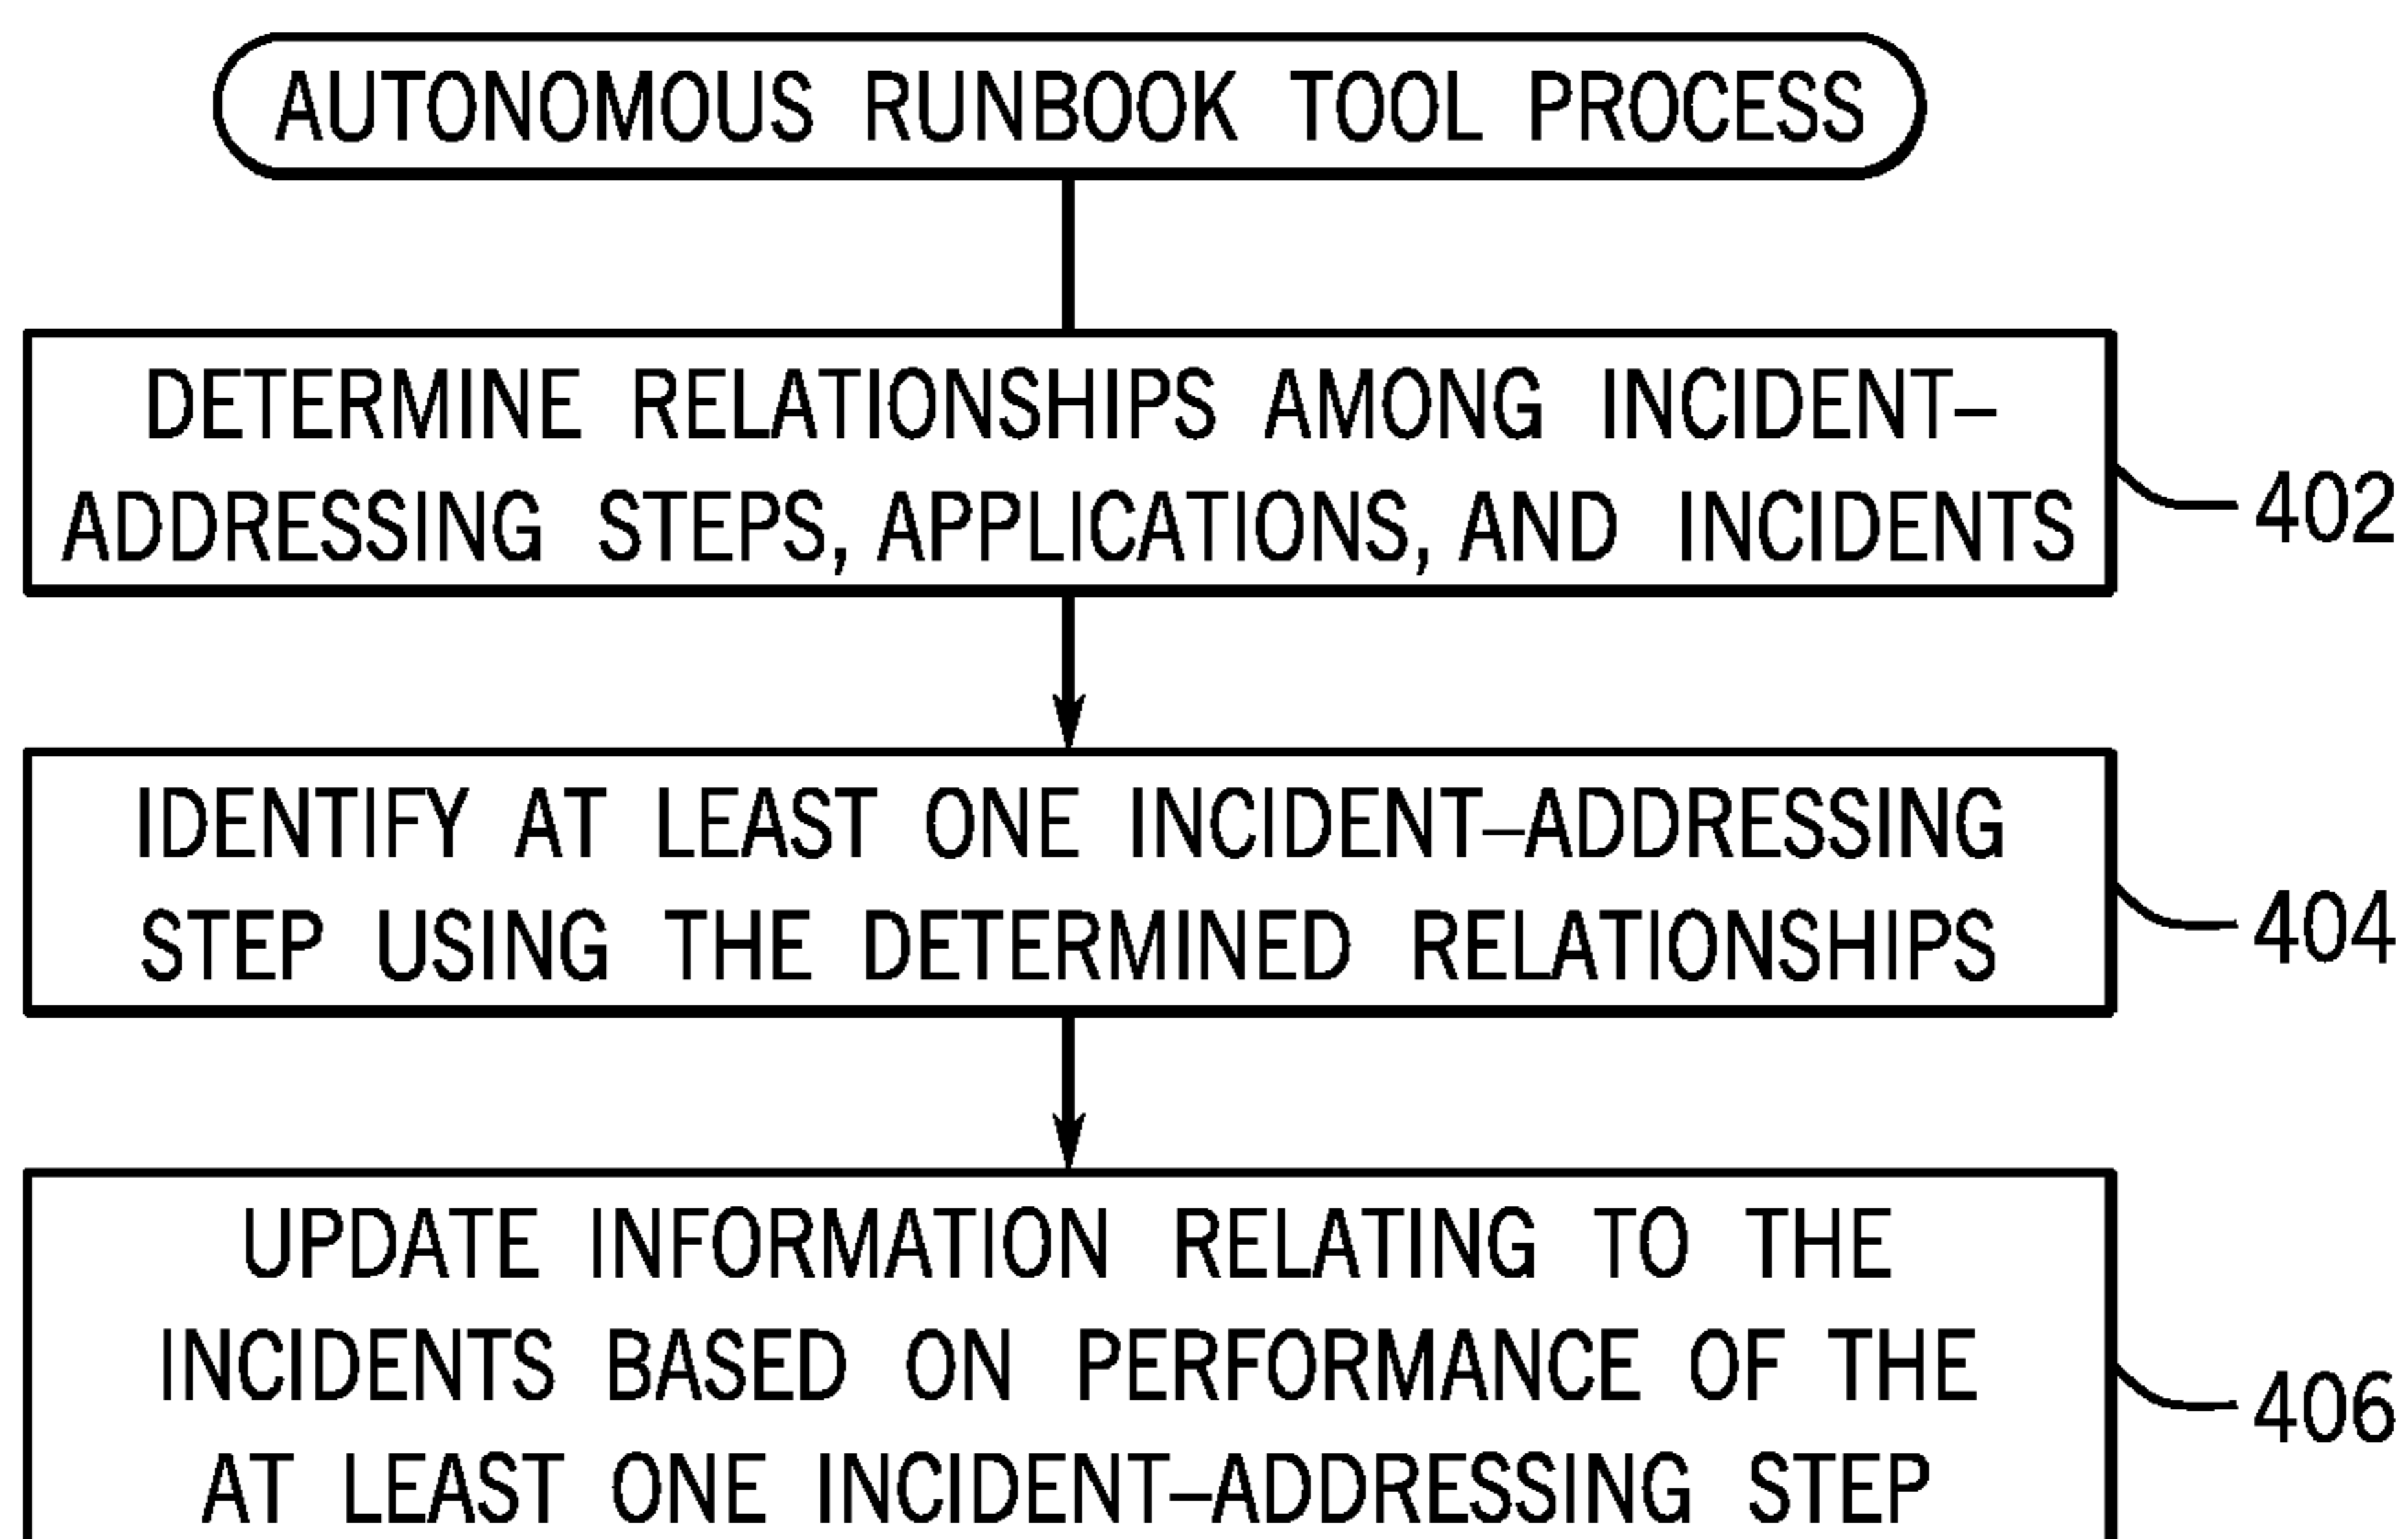 AUTONOMOUS RUNBOOK TOOL PROCESS
DETERMINE RELATIONSHIPS AMONG INCIDENT–
ADDRESSING STEPS, APPLICATIONS, AND INCIDENTS
402
IDENTIFY AT LEAST ONE INCIDENT–ADDRESSING
STEP USING THE DETERMINED RELATIONSHIPS
404
UPDATE INFORMATION RELATING TO THE
INCIDENTS BASED ON PERFORMANCE OF THE
AT LEAST ONE INCIDENT–ADDRESSING STEP
406